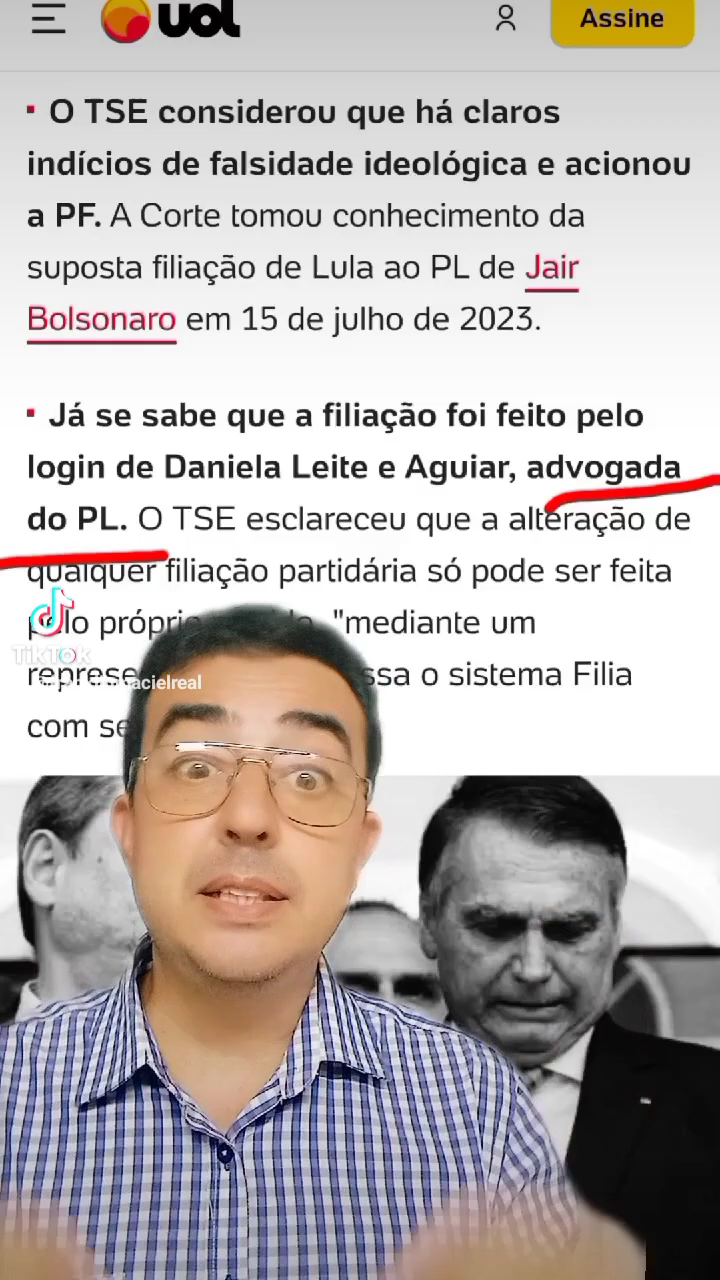 uol
Assine
· O TSE considerou que há claros
indícios de falsidade ideológica e acionou
a PF. A Corte tomou conhecimento da
suposta filiação de Lula ao PL de Jair
Bolsonaro em 15 de julho de 2023.
· Já se sabe que a filiação foi feito pelo
login de Daniela Leite e Aguiar, advogada
do PL. O TSE esclareceu que a alteração de
qualquer filiação partidária só pode ser feita
"mediante um
o sistema Filia
com
TikTok